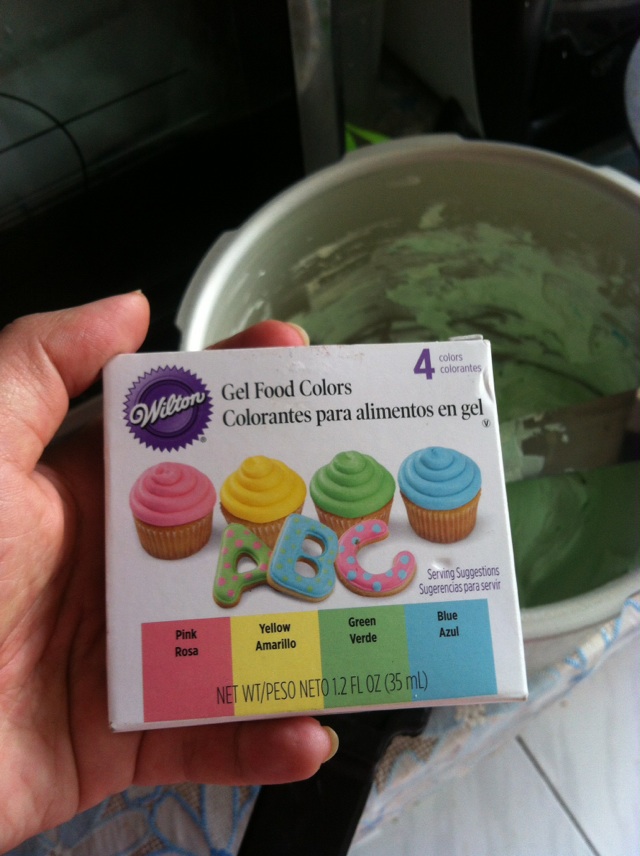 Wilton
Gel Food Colors
Colorantes para alimentos en gel
4 colors
colorantes
ABC
Serving Suggestions
Sugerencias para servir
Pink
Rosa
Yellow
Amarillo
Green
Verde
Blue
Azul
NET WT/PESO NETO 1.2 FL OZ (35 mL)